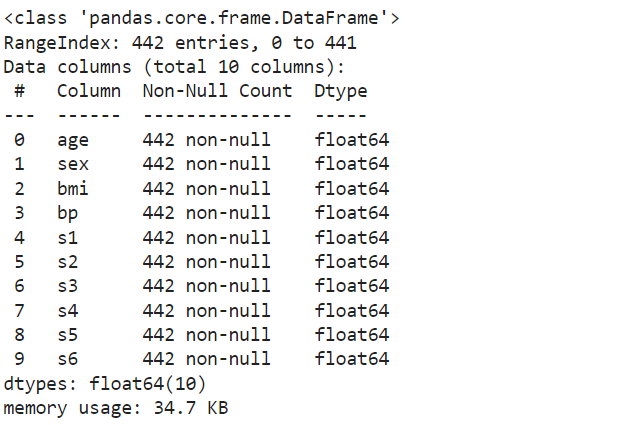 <class 'pandas.core.frame.DataFrame'>
RangeIndex: 442 entries, 0 to 441
Data columns (total 10 columns):
 #   Column  Non-Null Count  Dtype
---  ------  --------------  -----
 0   age     442 non-null    float64
 1   sex     442 non-null    float64
 2   bmi     442 non-null    float64
 3   bp      442 non-null    float64
 4   s1      442 non-null    float64
 5   s2      442 non-null    float64
 6   s3      442 non-null    float64
 7   s4      442 non-null    float64
 8   s5      442 non-null    float64
 9   s6      442 non-null    float64
dtypes: float64(10)
memory usage: 34.7 KB